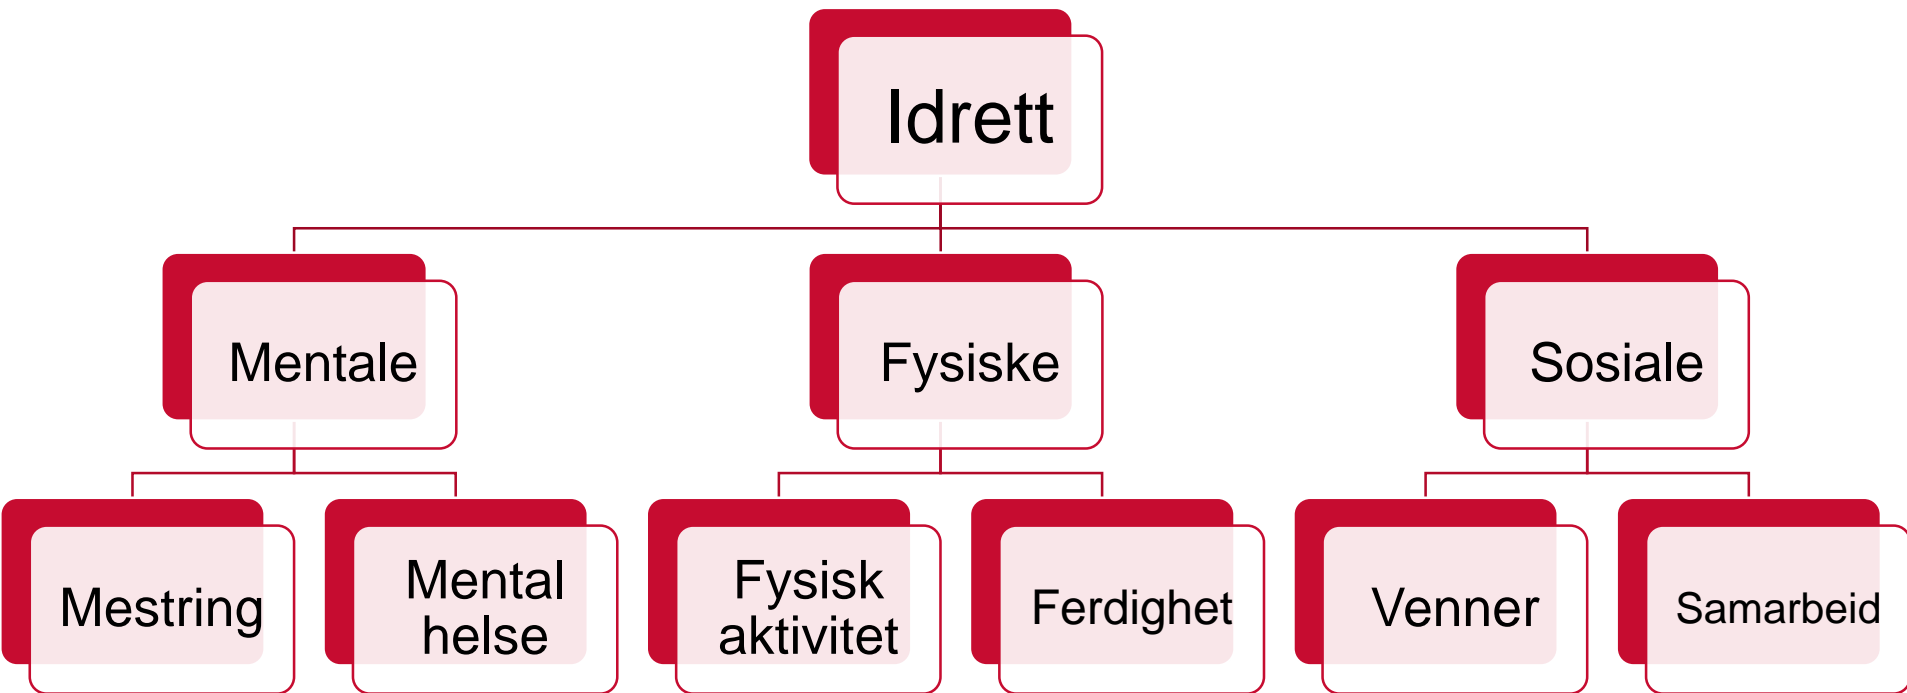 Idrett
Mentale
Fysiske
Sosiale
Mestring
Mental
helse
Fysisk
aktivitet
Ferdighet
Venner
Samarbeid